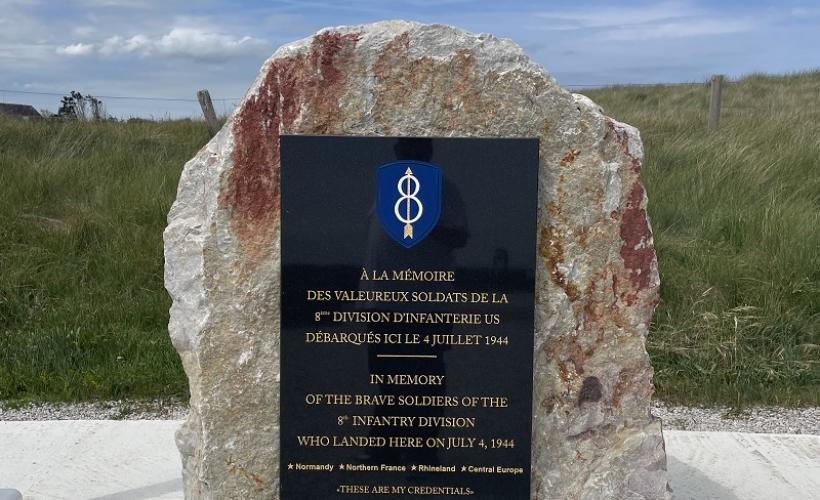 8
À LA MÉMOIRE
DES VALEUREUX SOLDATS DE LA
8ème DIVISION D'INFANTERIE US
DÉBARQUÉS ICI LE 4 JUILLET 1944
IN MEMORY
OF THE BRAVE SOLDIERS OF THE
8th INFANTRY DIVISION
WHO LANDED HERE ON JULY 4, 1944
★ Normandy ★ Northern France ★ Rhineland ★ Central Europe
«THESE ARE MY CREDENTIALS»